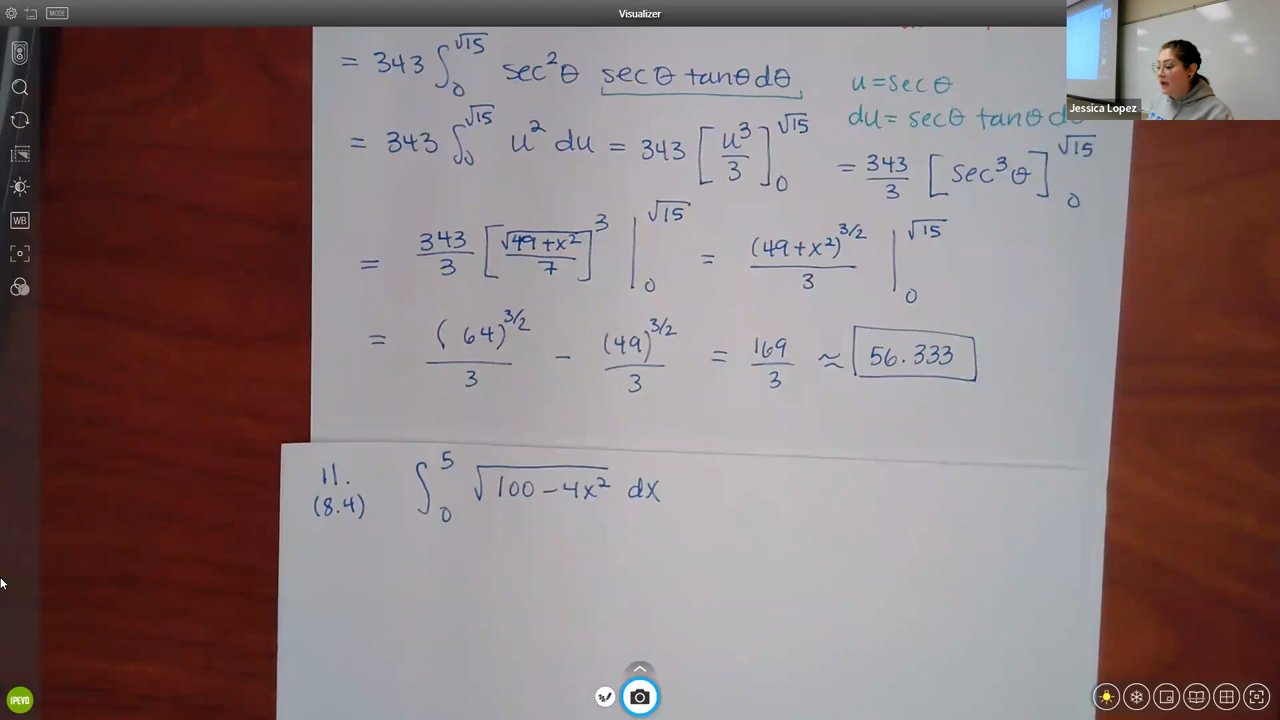 MODE
Visualizer
= 343 ∫₀^√15 sec²θ secθ tanθ dθ
u = secθ
du = secθ tanθ d
Jessica Lopez
= 343 ∫₀^√15 u² du = 343 [u³/3]₀^√15 = 343/3 [sec³θ]₀^√15
= 343/3 [√(49+x²)/7]³ |₀^√15 = (49+x²)^3/2 / 3 |₀^√15
= (64)^3/2 / 3 − (49)^3/2 / 3 = 169/3 ≈ 56.333
11. ∫₀^5 √(100−4x²) dx
(8.4)
WB
IPEVO